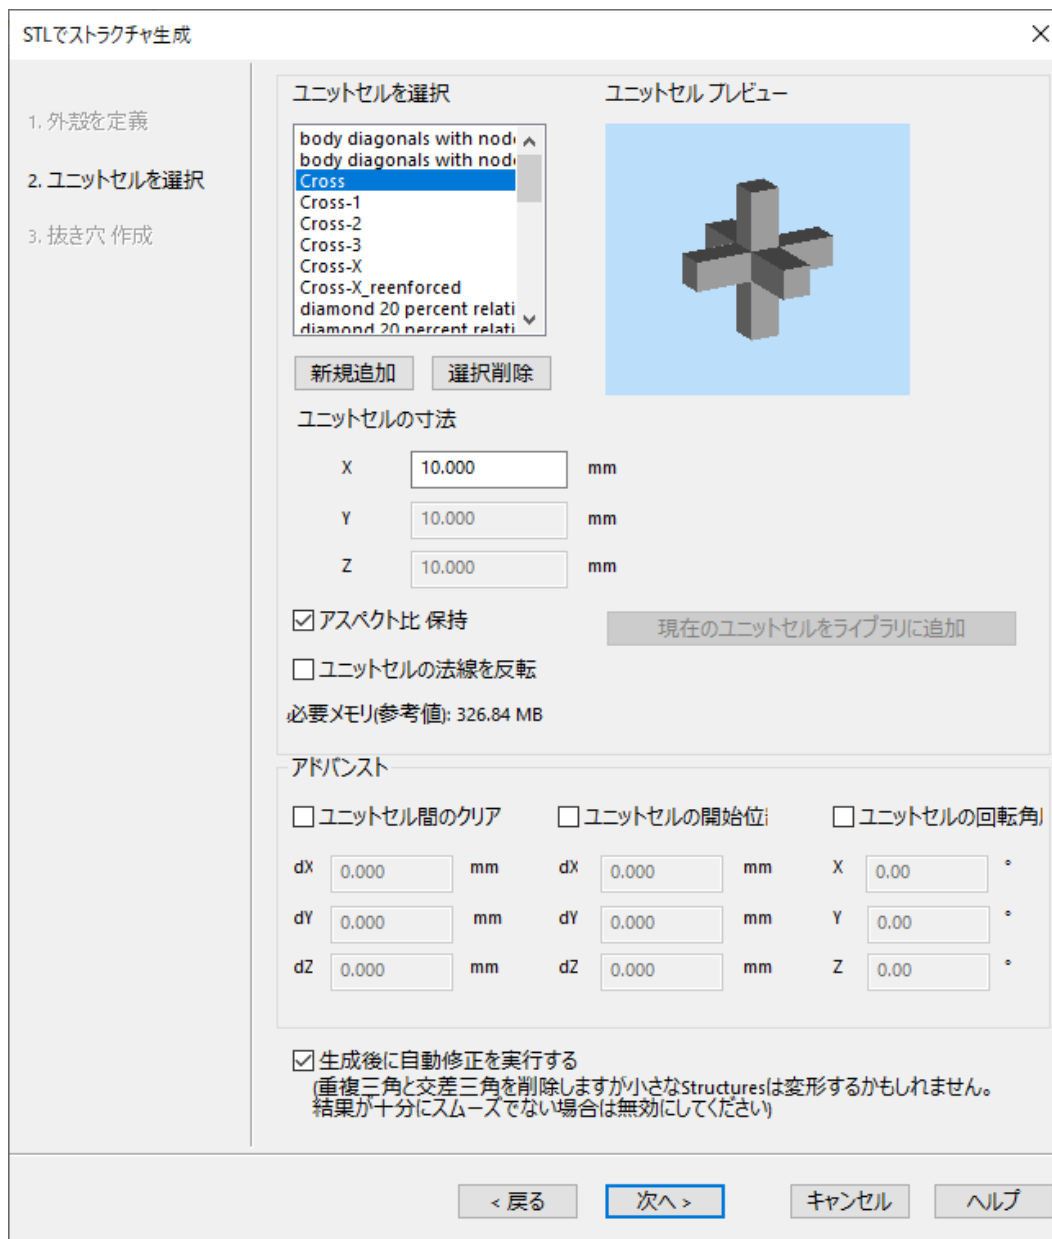 STLでストラクチャ生成
1. 外殻を定義
2. ユニットセルを選択
3. 抜き穴 作成
ユニットセルを選択
body diagonals with node
body diagonals with node
Cross
Cross-1
Cross-2
Cross-3
Cross-X
Cross-X_reenforced
diamond 20 percent relati
diamond 20 percent relati
新規追加
選択削除
ユニットセル プレビュー
ユニットセルの寸法
X 10.000 mm
Y 10.000 mm
Z 10.000 mm
アスペクト比 保持
現在のユニットセルをライブラリに追加
ユニットセルの法線を反転
必要メモリ(参考値): 326.84 MB
アドバンスト
ユニットセル間のクリア
dX 0.000 mm
dY 0.000 mm
dZ 0.000 mm
ユニットセルの開始位
dX 0.000 mm
dY 0.000 mm
dZ 0.000 mm
ユニットセルの回転角
X 0.00 °
Y 0.00 °
Z 0.00 °
生成後に自動修正を実行する
(重複三角と交差三角を削除しますが小さなStructuresは変形するかもしれません。
結果が十分にスムーズでない場合は無効にしてください)
< 戻る
次へ >
キャンセル
ヘルプ